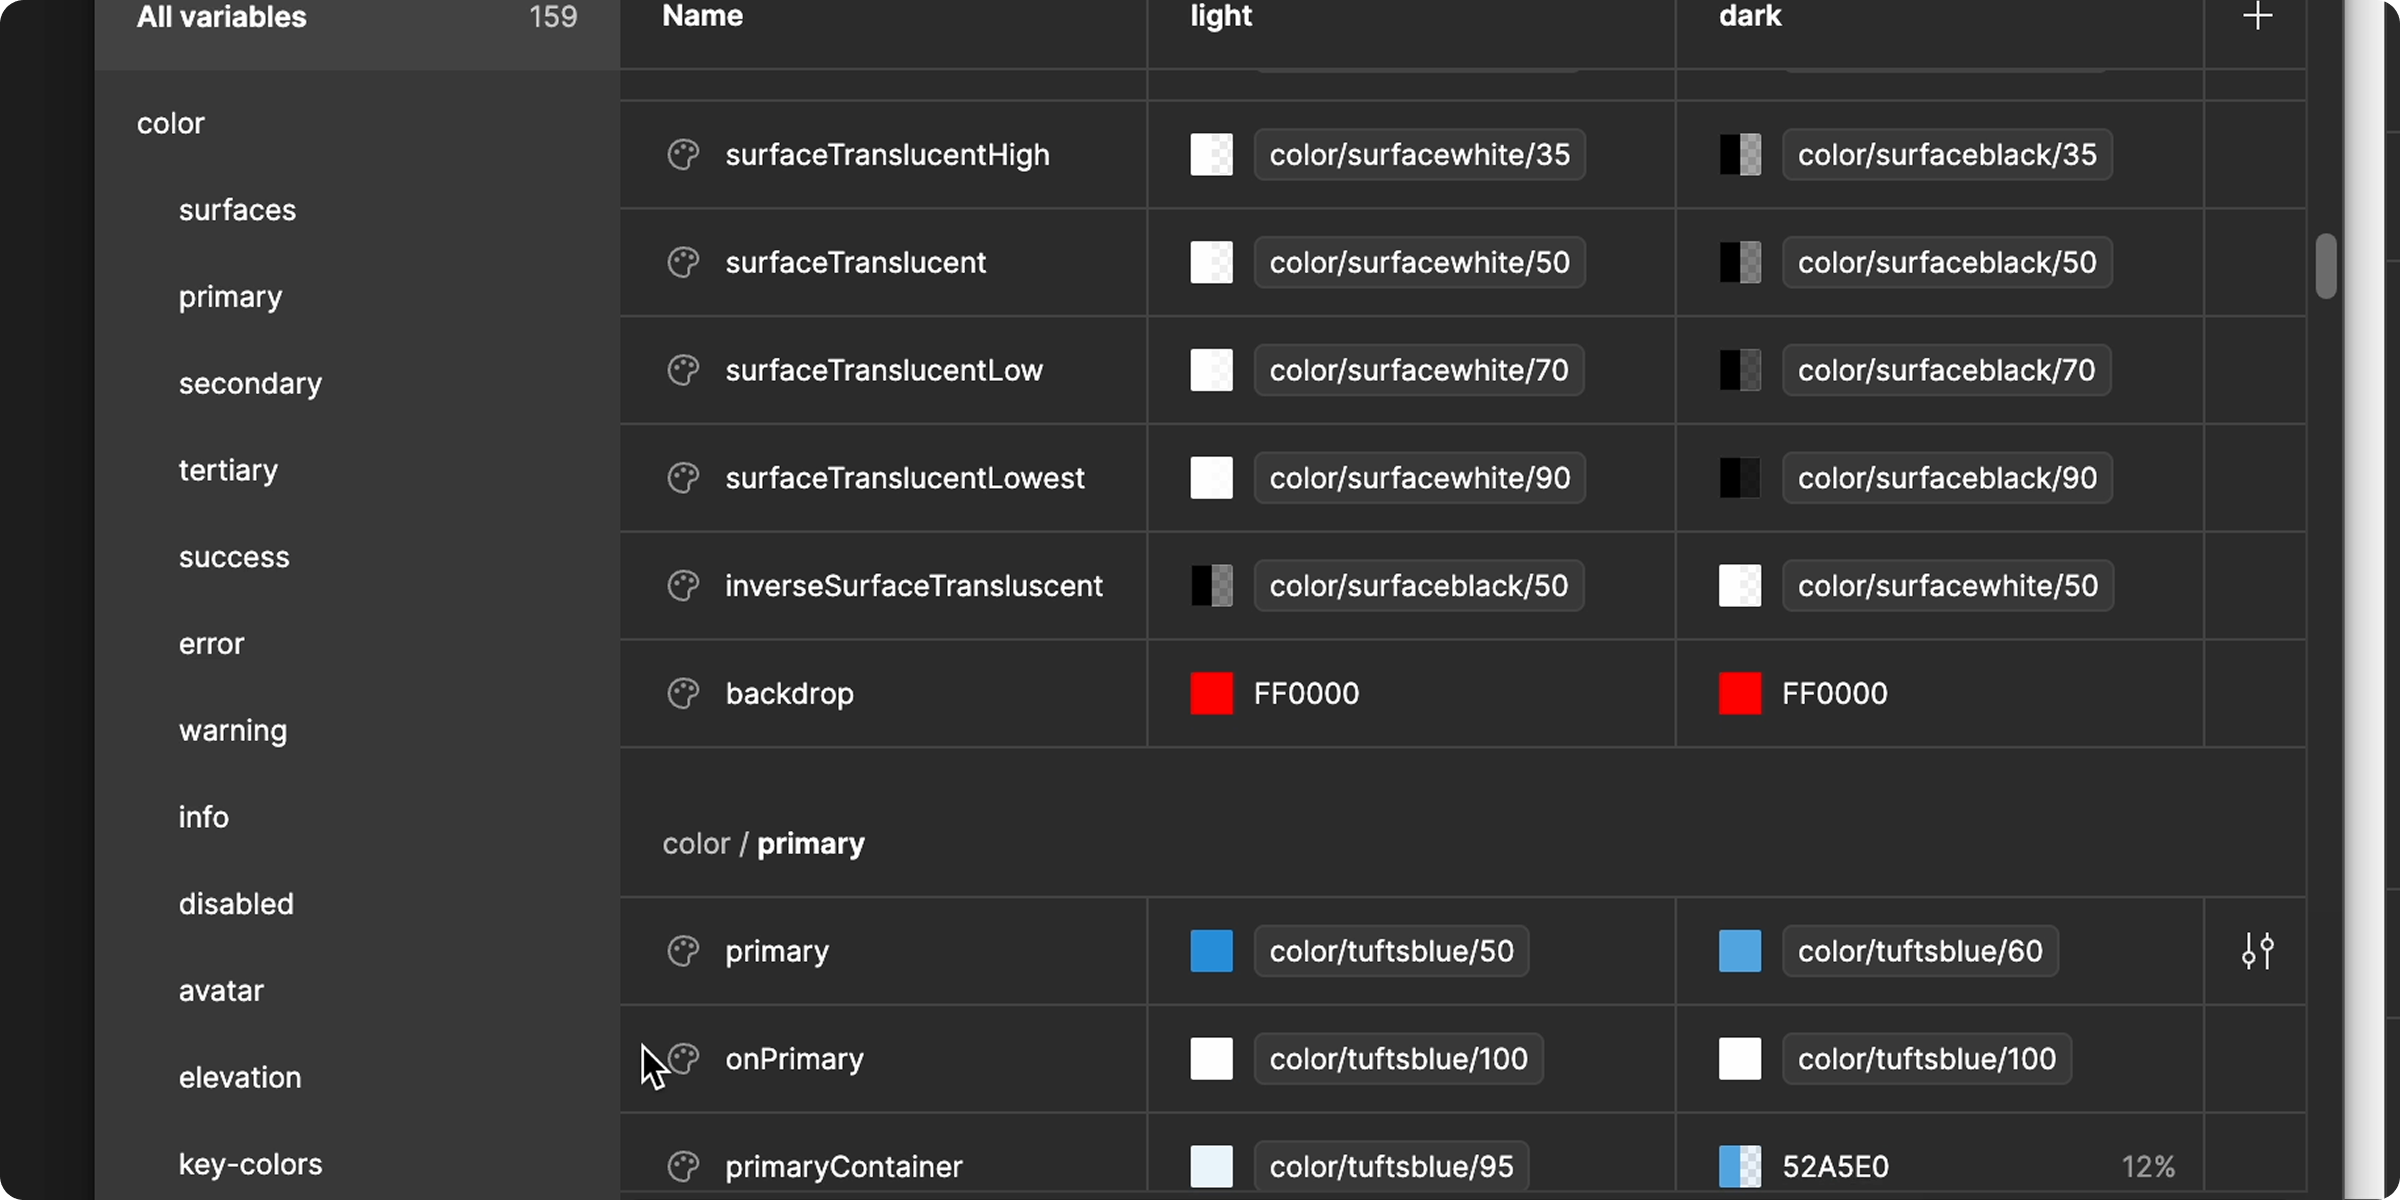 All variables 159
color
surfaces
primary
secondary
tertiary
success
error
warning
info
disabled
avatar
elevation
key-colors
Name light dark
surfaceTranslucentHigh color/surfacewhite/35 color/surfaceblack/35
surfaceTranslucent color/surfacewhite/50 color/surfaceblack/50
surfaceTranslucentLow color/surfacewhite/70 color/surfaceblack/70
surfaceTranslucentLowest color/surfacewhite/90 color/surfaceblack/90
inverseSurfaceTransluscent color/surfaceblack/50 color/surfacewhite/50
backdrop FF0000 FF0000
color / primary
primary color/tuftsblue/50 color/tuftsblue/60
onPrimary color/tuftsblue/100 color/tuftsblue/100
primaryContainer color/tuftsblue/95 52A5E0 12%